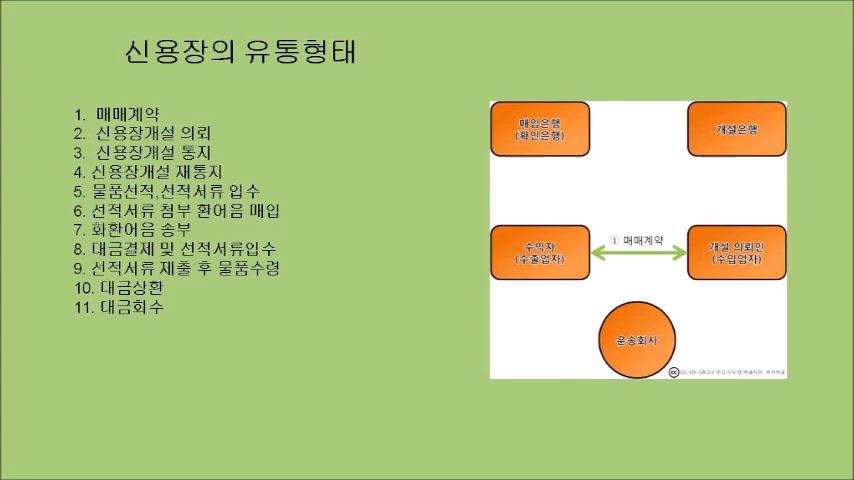 신용장의 유통형태
1. 매매계약
2. 신용장개설 의뢰
3. 신용장개설 통지
4. 신용장개설 재통지
5. 물품선적,선적서류 입수
6. 선적서류 첨부 환어음 매입
7. 화환어음 송부
8. 대금결제 및 선적서류입수
9. 선적서류 제출 후 물품수령
10. 대금상환
11. 대금회수
매입은행
(확인은행)
개설은행
수익자
(수출업자)
① 매매계약
개설 의뢰인
(수입업자)
운송회사
cc CC-BY-SA